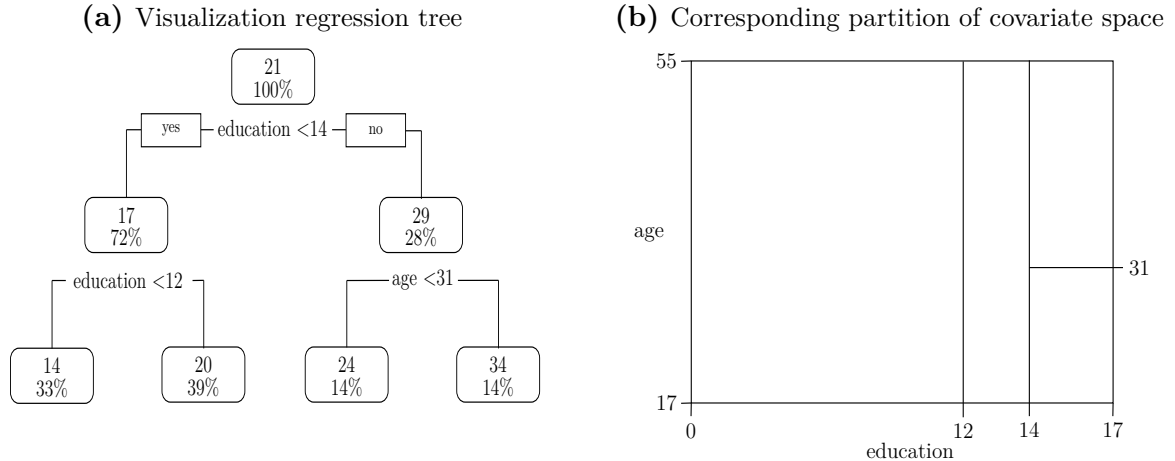 (a) Visualization regression tree
21
100%
yes
education <14
no
17
72%
29
28%
education <12
age <31
14
33%
20
39%
24
14%
34
14%
(b) Corresponding partition of covariate space
55
age
31
17
0
12
14
17
education